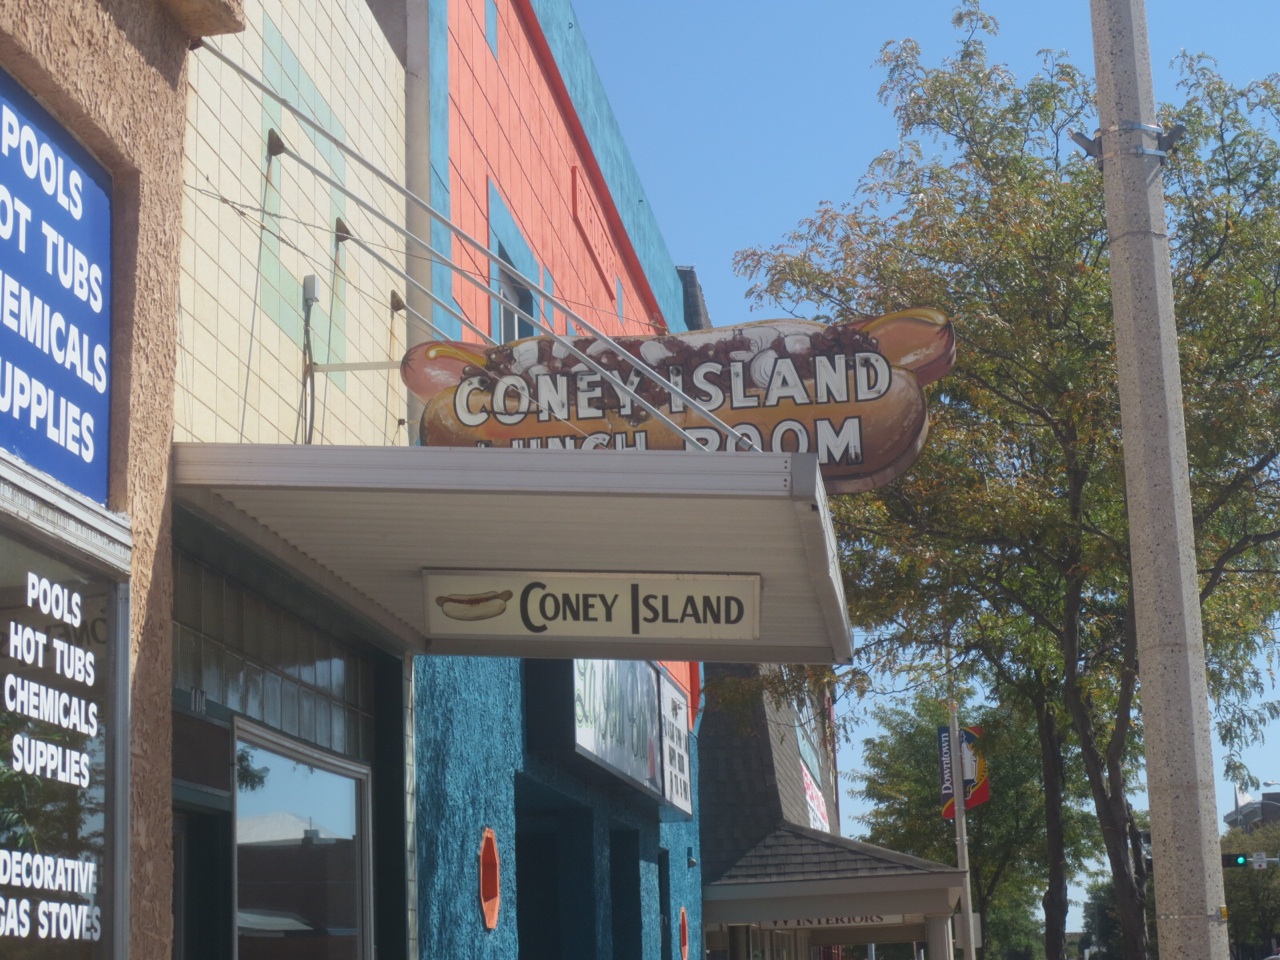 POOLS
OT TUBS
EMICALS
UPPLIES
CONEY ISLAND
LUNCH ROOM
CONEY ISLAND
POOLS
HOT TUBS
CHEMICALS
SUPPLIES
DECORATIVE
GAS STOVES
Downtown
W INTERIORS